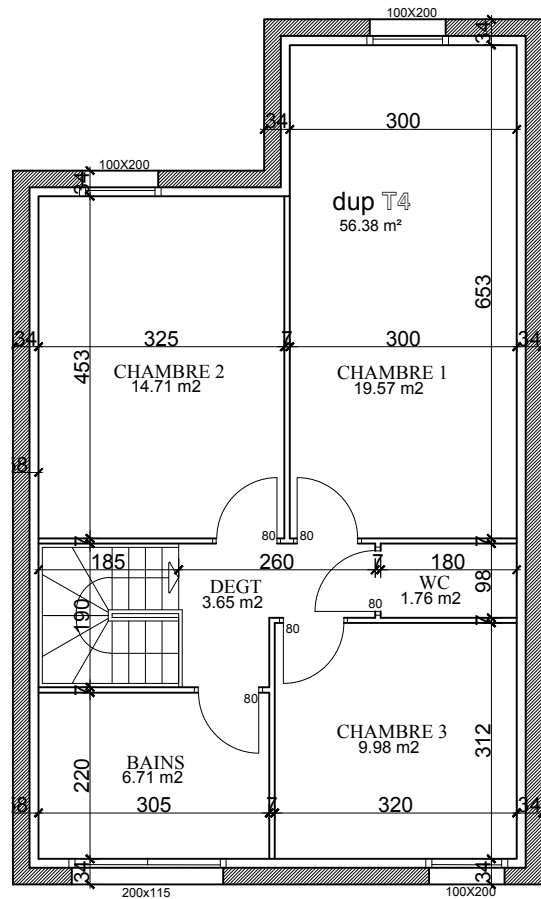 100X200
34
34
300
100X200
34
dup T4
56.38 m²
653
34
325
7
300
34
453
CHAMBRE 2
14.71 m2
CHAMBRE 1
19.57 m2
80
80
7
7
185
260
7
180
DEGT
3.65 m2
WC
1.76 m2
98
190
80
80
7
7
80
CHAMBRE 3
9.98 m2
312
BAINS
6.71 m2
220
305
7
320
34
34
34
200x115
100X200